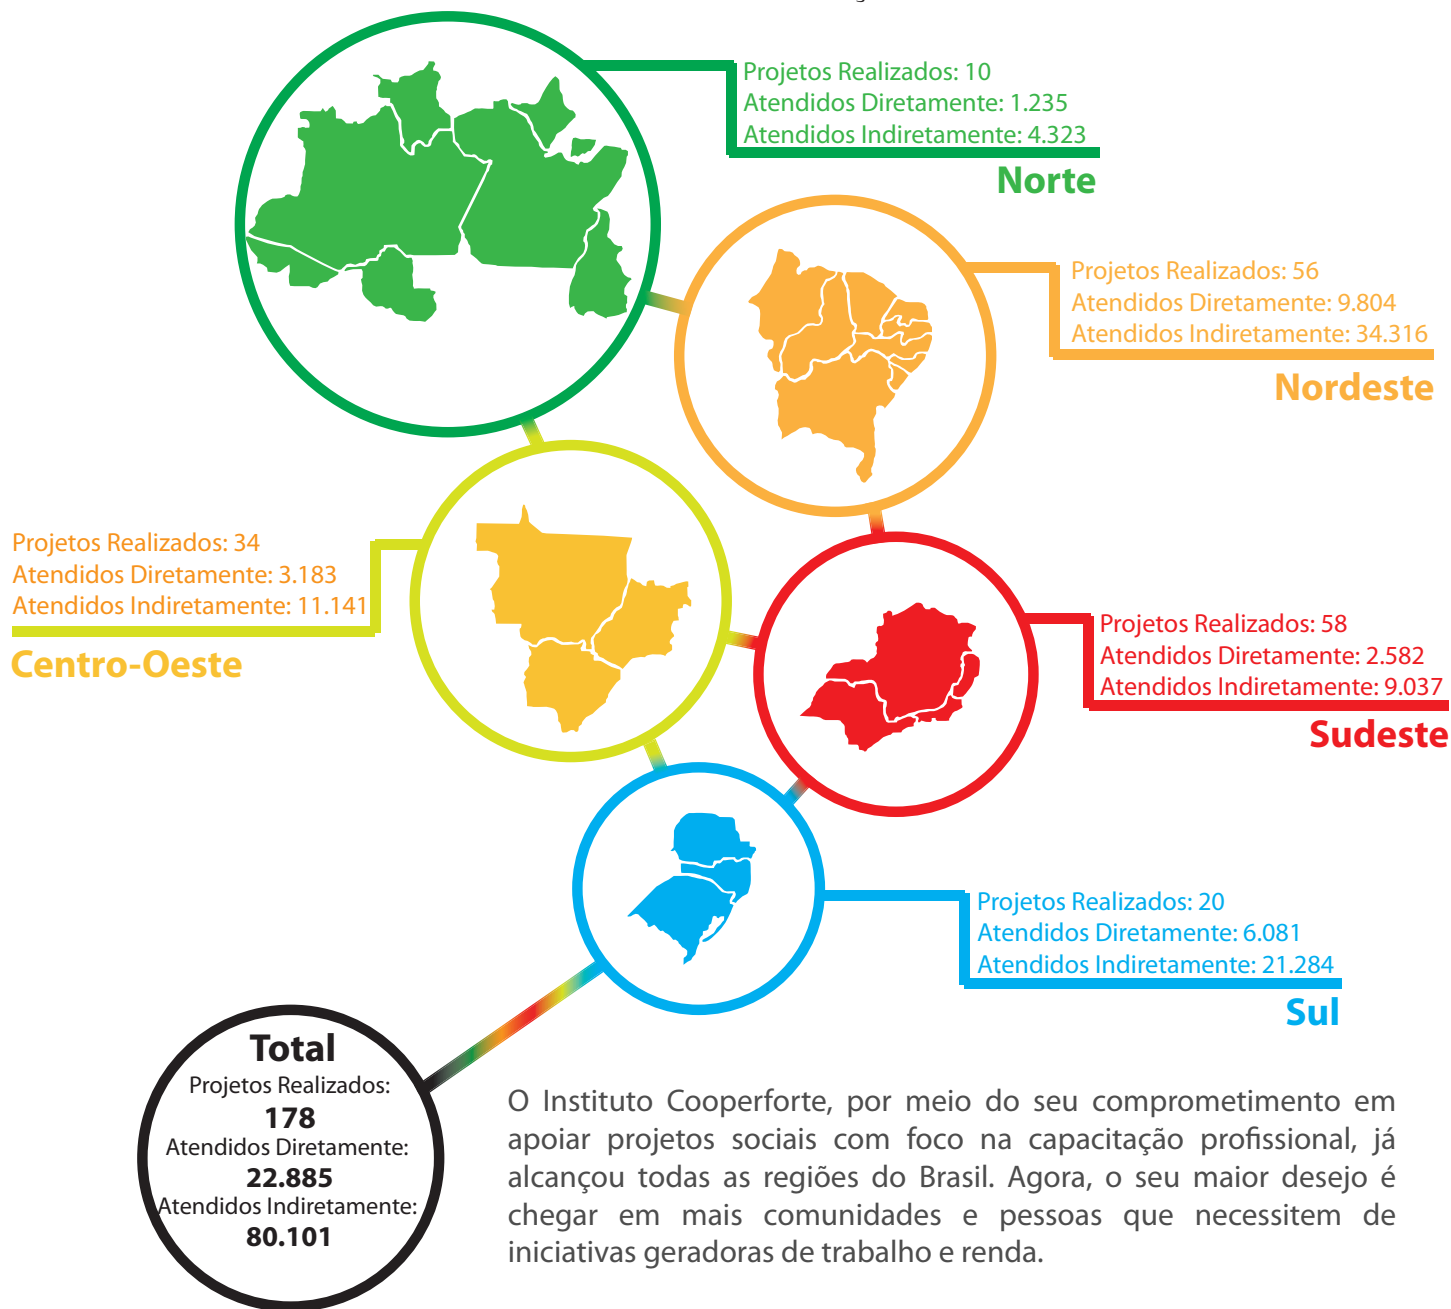 Projetos Realizados: 10
Atendidos Diretamente: 1.235
Atendidos Indiretamente: 4.323
Norte
Projetos Realizados: 56
Atendidos Diretamente: 9.804
Atendidos Indiretamente: 34.316
Nordeste
Projetos Realizados: 34
Atendidos Diretamente: 3.183
Atendidos Indiretamente: 11.141
Centro-Oeste
Projetos Realizados: 58
Atendidos Diretamente: 2.582
Atendidos Indiretamente: 9.037
Sudeste
Projetos Realizados: 20
Atendidos Diretamente: 6.081
Atendidos Indiretamente: 21.284
Sul
Total
Projetos Realizados:
178
Atendidos Diretamente:
22.885
Atendidos Indiretamente:
80.101
O Instituto Cooperforte, por meio do seu comprometimento em
apoiar projetos sociais com foco na capacitação profissional, já
alcançou todas as regiões do Brasil. Agora, o seu maior desejo é
chegar em mais comunidades e pessoas que necessitem de
iniciativas geradoras de trabalho e renda.